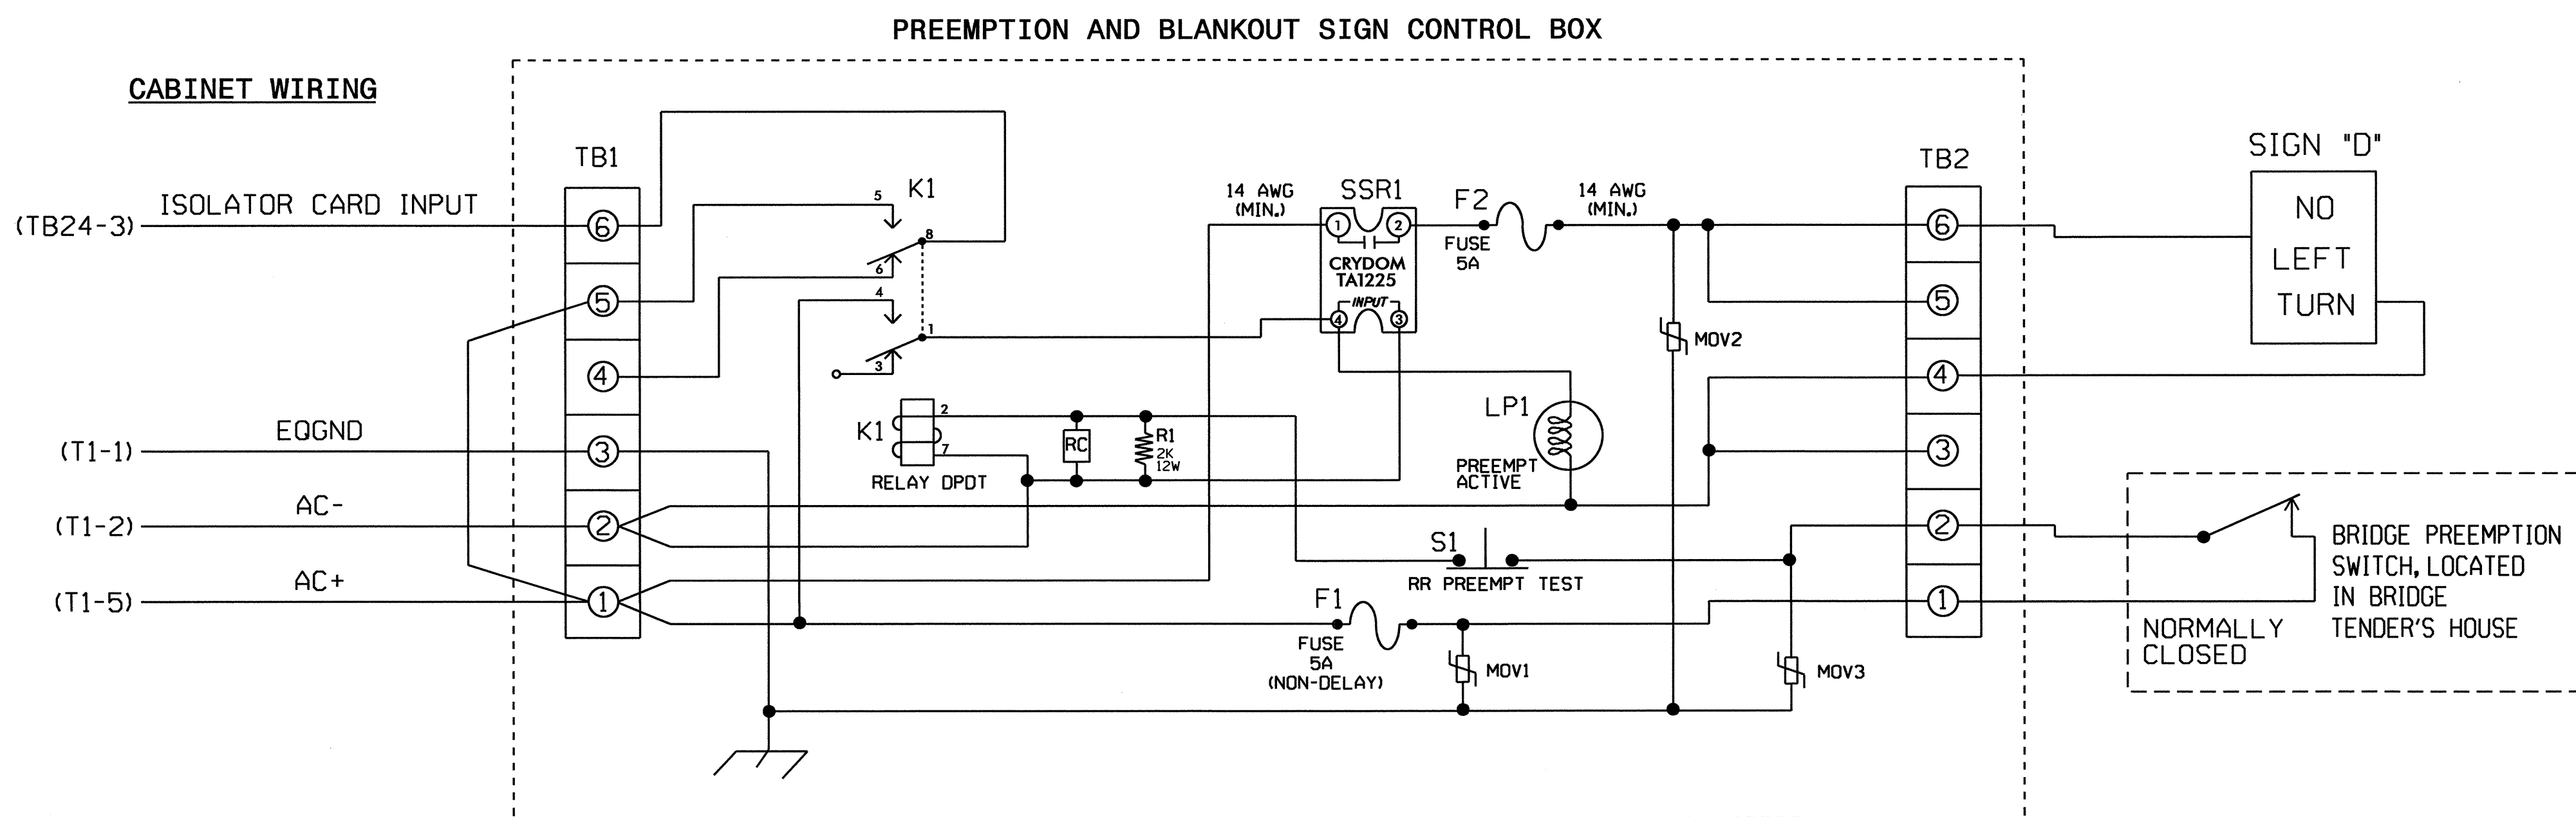 PREEMPTION AND BLANKOUT SIGN CONTROL BOX
CABINET WIRING
TB1
TB2
SIGN "D"
NO
LEFT
TURN
(TB24-3)
ISOLATOR CARD INPUT
6
5
4
3
2
1
(T1-1)
EQGND
(T1-2)
AC-
(T1-5)
AC+
5
K1
8
6
4
1
3
K1
2
7
RELAY DPDT
RC
R1
2K
12W
14 AWG
(MIN.)
SSR1
1
2
CRYDOM
TA1225
INPUT
4
3
F2
FUSE
5A
14 AWG
(MIN.)
MOV2
LP1
PREEMPT
ACTIVE
S1
RR PREEMPT TEST
F1
FUSE
5A
(NON-DELAY)
MOV1
MOV3
6
5
4
3
2
1
NORMALLY
CLOSED
BRIDGE PREEMPTION
SWITCH, LOCATED
IN BRIDGE
TENDER'S HOUSE